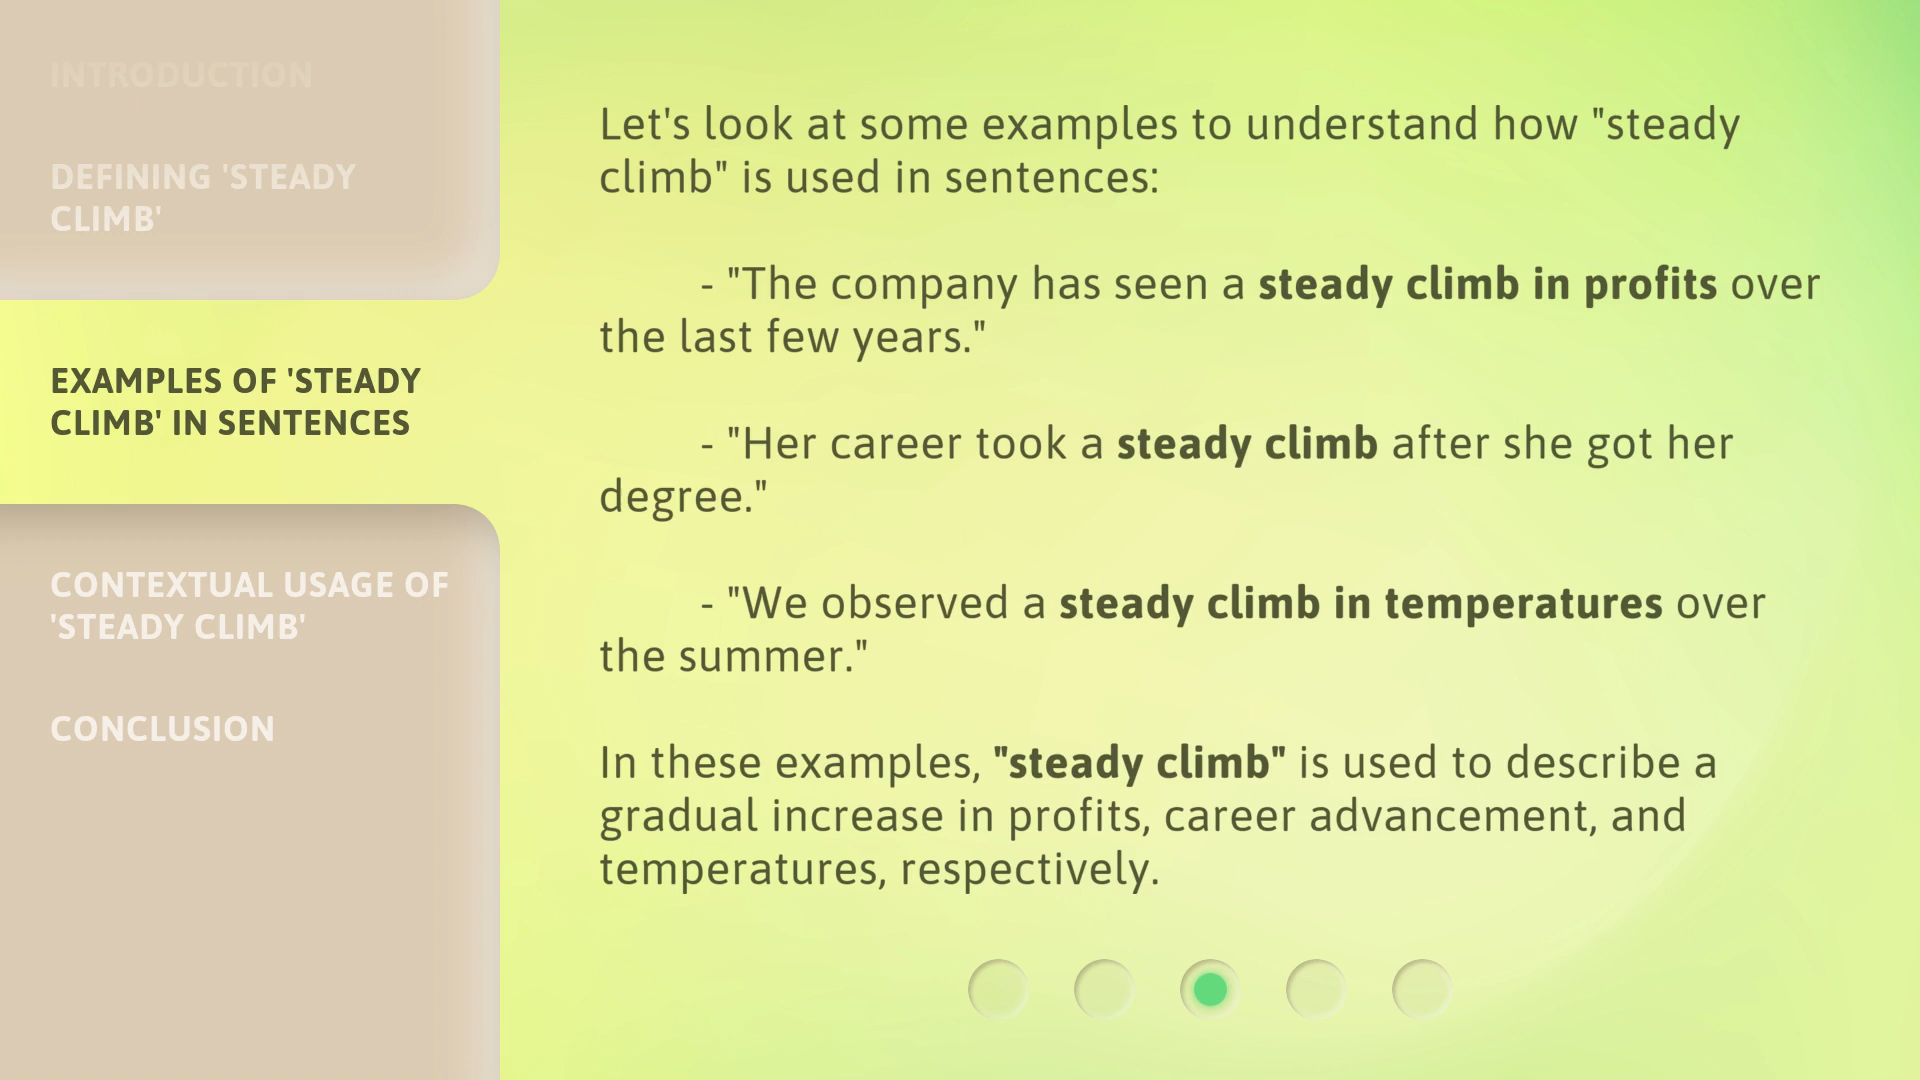 INTRODUCTION
DEFINING 'STEADY
CLIMB'
EXAMPLES OF 'STEADY
CLIMB' IN SENTENCES
CONTEXTUAL USAGE OF
'STEADY CLIMB'
CONCLUSION
Let's look at some examples to understand how "steady
climb" is used in sentences:
- "The company has seen a steady climb in profits over
the last few years."
- "Her career took a steady climb after she got her
degree."
- "We observed a steady climb in temperatures over
the summer."
In these examples, "steady climb" is used to describe a
gradual increase in profits, career advancement, and
temperatures, respectively.